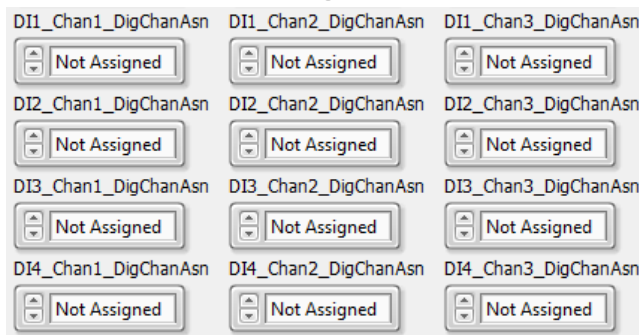 DI1_Chan1_DigChanAsn DI1_Chan2_DigChanAsn DI1_Chan3_DigChanAsn
Not Assigned Not Assigned Not Assigned
DI2_Chan1_DigChanAsn DI2_Chan2_DigChanAsn DI2_Chan3_DigChanAsn
Not Assigned Not Assigned Not Assigned
DI3_Chan1_DigChanAsn DI3_Chan2_DigChanAsn DI3_Chan3_DigChanAsn
Not Assigned Not Assigned Not Assigned
DI4_Chan1_DigChanAsn DI4_Chan2_DigChanAsn DI4_Chan3_DigChanAsn
Not Assigned Not Assigned Not Assigned